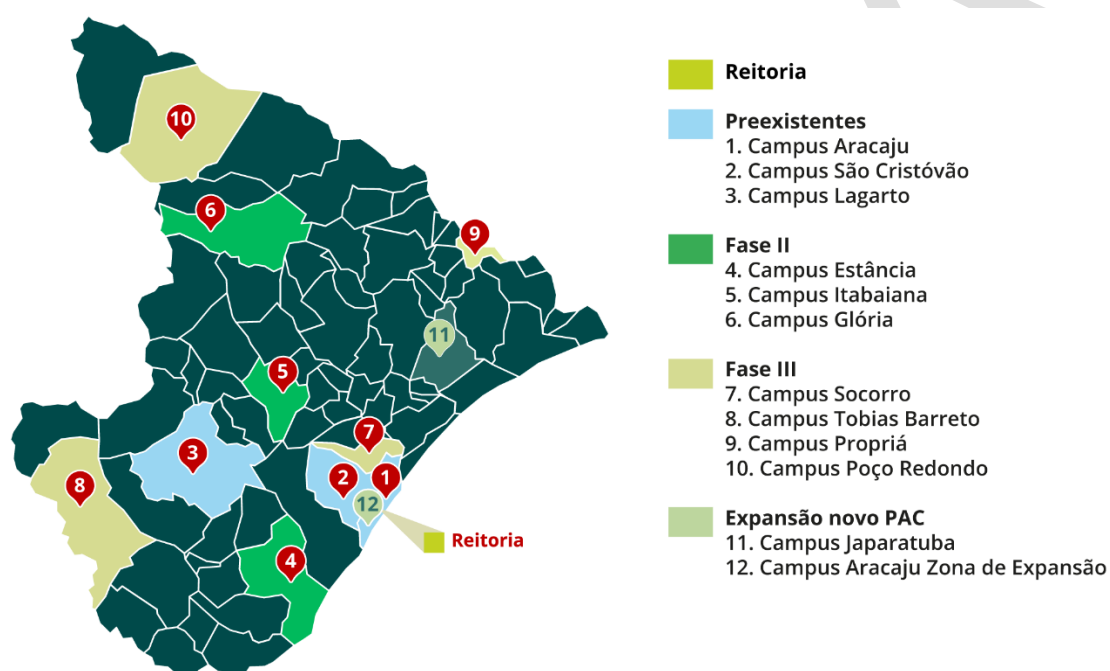 10
6
9
11
5
7
3
2
1
8
12
Reitoria
4
Reitoria
Preexistentes
1. Campus Aracaju
2. Campus São Cristóvão
3. Campus Lagarto
Fase II
4. Campus Estância
5. Campus Itabaiana
6. Campus Glória
Fase III
7. Campus Socorro
8. Campus Tobias Barreto
9. Campus Propriá
10. Campus Poço Redondo
Expansão novo PAC
11. Campus Japaratuba
12. Campus Aracaju Zona de Expansão